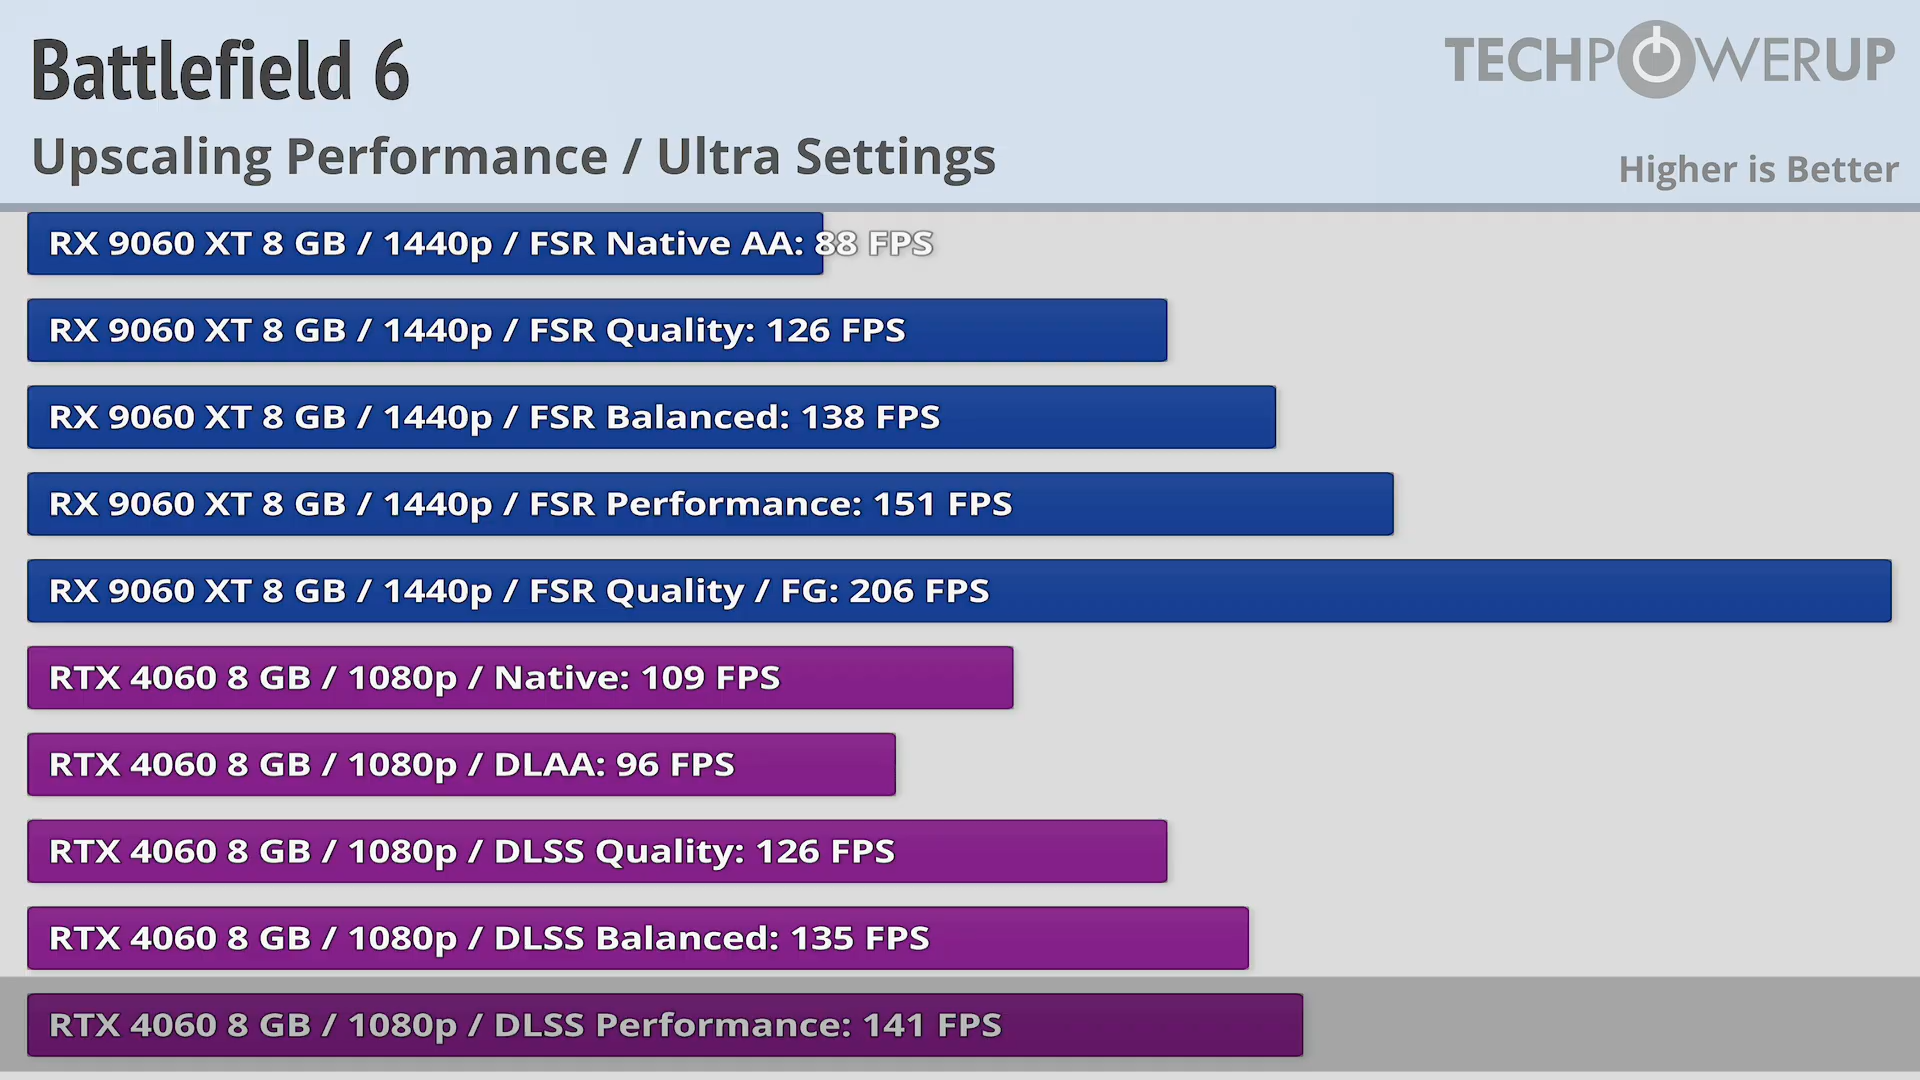 Battlefield 6
TECHPOWERUP
Upscaling Performance / Ultra Settings
Higher is Better
RX 9060 XT 8 GB / 1440p / FSR Native AA: 88 FPS
RX 9060 XT 8 GB / 1440p / FSR Quality: 126 FPS
RX 9060 XT 8 GB / 1440p / FSR Balanced: 138 FPS
RX 9060 XT 8 GB / 1440p / FSR Performance: 151 FPS
RX 9060 XT 8 GB / 1440p / FSR Quality / FG: 206 FPS
RTX 4060 8 GB / 1080p / Native: 109 FPS
RTX 4060 8 GB / 1080p / DLAA: 96 FPS
RTX 4060 8 GB / 1080p / DLSS Quality: 126 FPS
RTX 4060 8 GB / 1080p / DLSS Balanced: 135 FPS
RTX 4060 8 GB / 1080p / DLSS Performance: 141 FPS